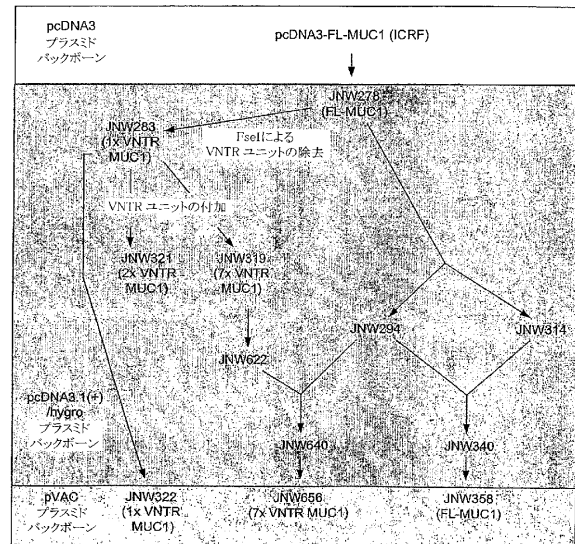 pcDNA3
プラスミド
バックボーン
pcDNA3-FL-MUC1 (ICRF)
JNW278
(FL-MUC1)
JNW283
(1x VNTR
MUC1)
FseIによる
VNTR ユニットの除去
VNTR ユニットの付加
JNW321
(2x VNTR
MUC1)
JNW319
(7x VNTR
MUC1)
JNW294
JNW314
JNW622
pcDNA3.1(+)
/hygro
プラスミド
バックボーン
JNW640
JNW340
pVAC
プラスミド
バックボーン
JNW322
(1x VNTR
MUC1)
JNW656
(7x VNTR MUC1)
JNW358
(FL-MUC1)